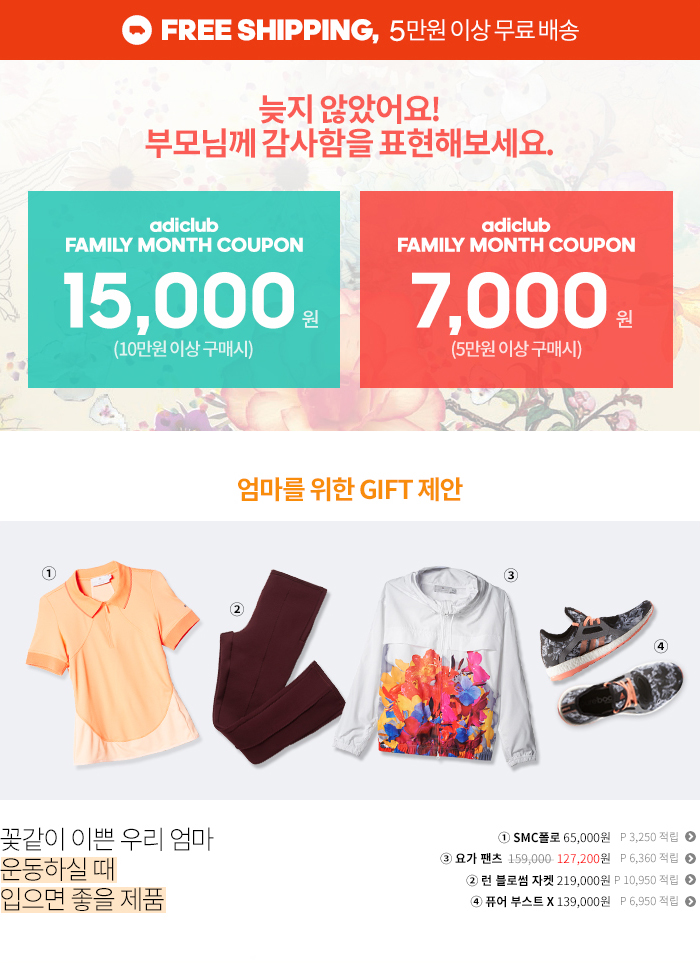 FREE SHIPPING, 5만원 이상 무료 배송
늦지 않았어요!
부모님께 감사함을 표현해보세요.
adiclub
FAMILY MONTH COUPON
15,000 원
(10만원 이상 구매시)
adiclub
FAMILY MONTH COUPON
7,000 원
(5만원 이상 구매시)
엄마를 위한 GIFT 제안
①
②
③
④
꽃같이 이쁜 우리 엄마
운동하실 때
입으면 좋을 제품
① SMC폴로 65,000원 P 3,250 적립
③ 요가 팬츠 159,000 127,200원 P 6,360 적립
② 런 블로썸 자켓 219,000원 P 10,950 적립
④ 퓨어 부스트 X 139,000원 P 6,950 적립